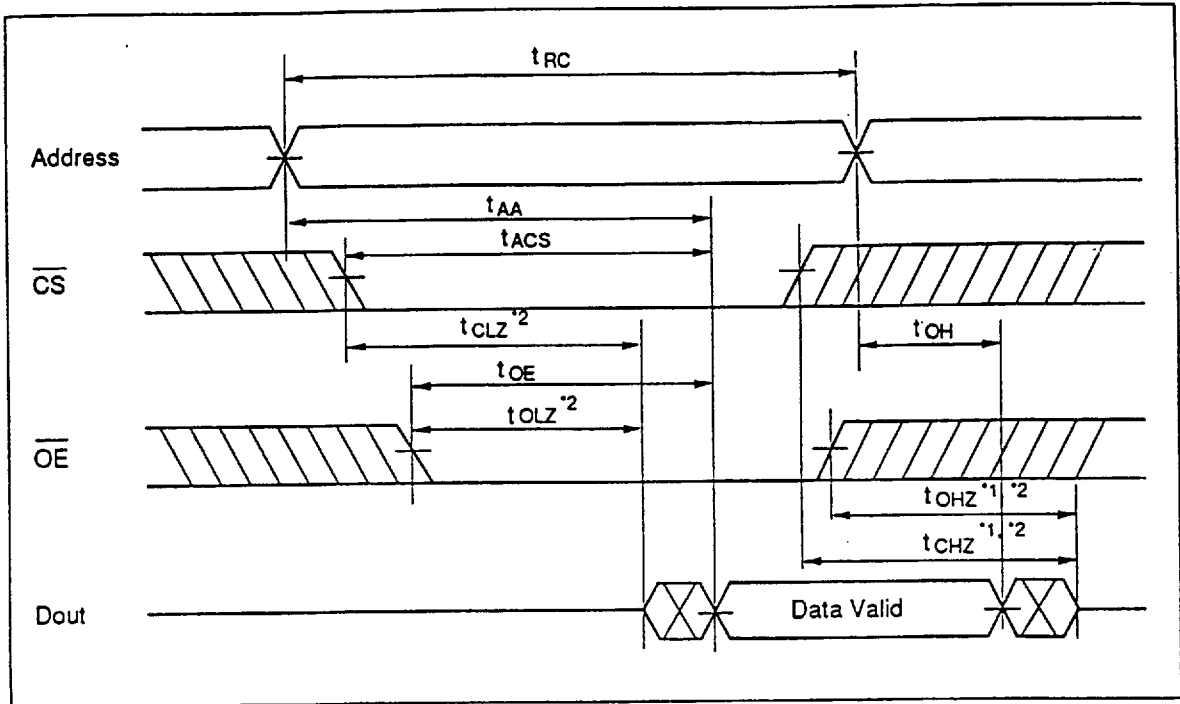 tRC
Address
tAA
tACS
CS
tCLZ *2
tOH
tOE
tOLZ *2
OE
tOHZ *1, *2
tCHZ *1, *2
Dout
Data Valid